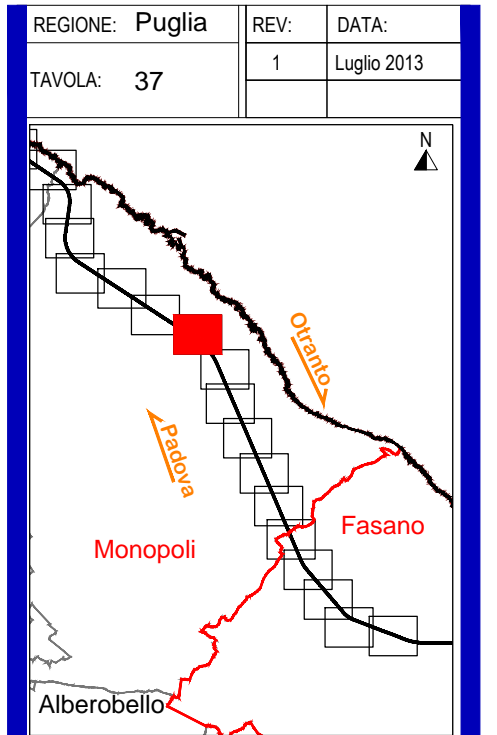 REGIONE: Puglia
REV:
DATA:
TAVOLA: 37
1
Luglio 2013
N
Otranto
Padova
Fasano
Monopoli
Alberobello